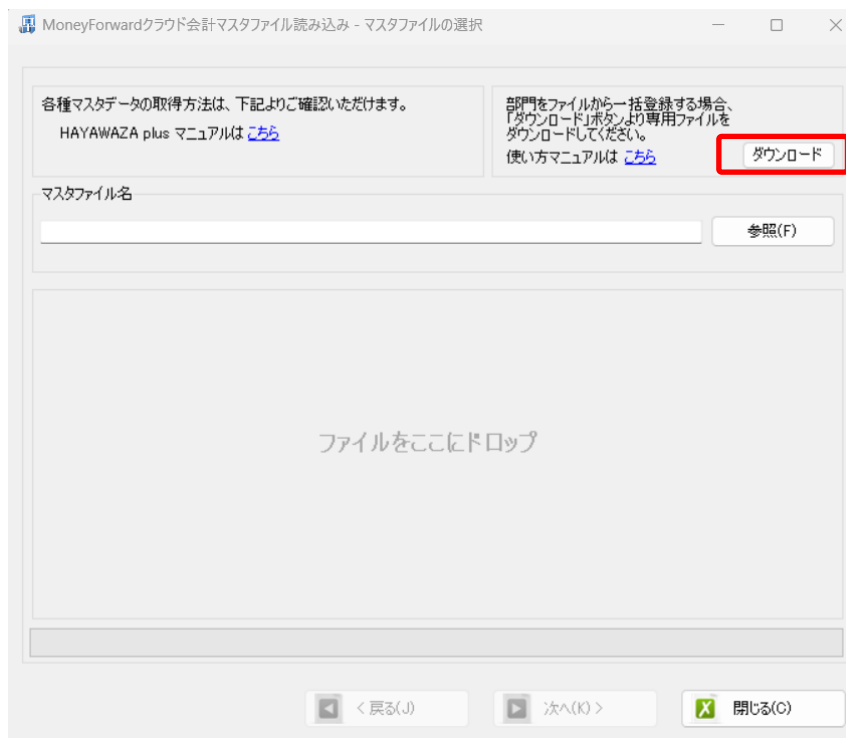 MoneyForwardクラウド会計マスタファイル読み込み - マスタファイルの選択
各種マスタデータの取得方法は、下記よりご確認いただけます。
HAYAWAZA plus マニュアルは こちら
部門をファイルから一括登録する場合、
「ダウンロード」ボタンより専用ファイルを
ダウンロードしてください。
使い方マニュアルは こちら
ダウンロード
マスタファイル名
参照(F)
ファイルをここにドロップ
< 戻る(J)
次へ(K) >
閉じる(C)